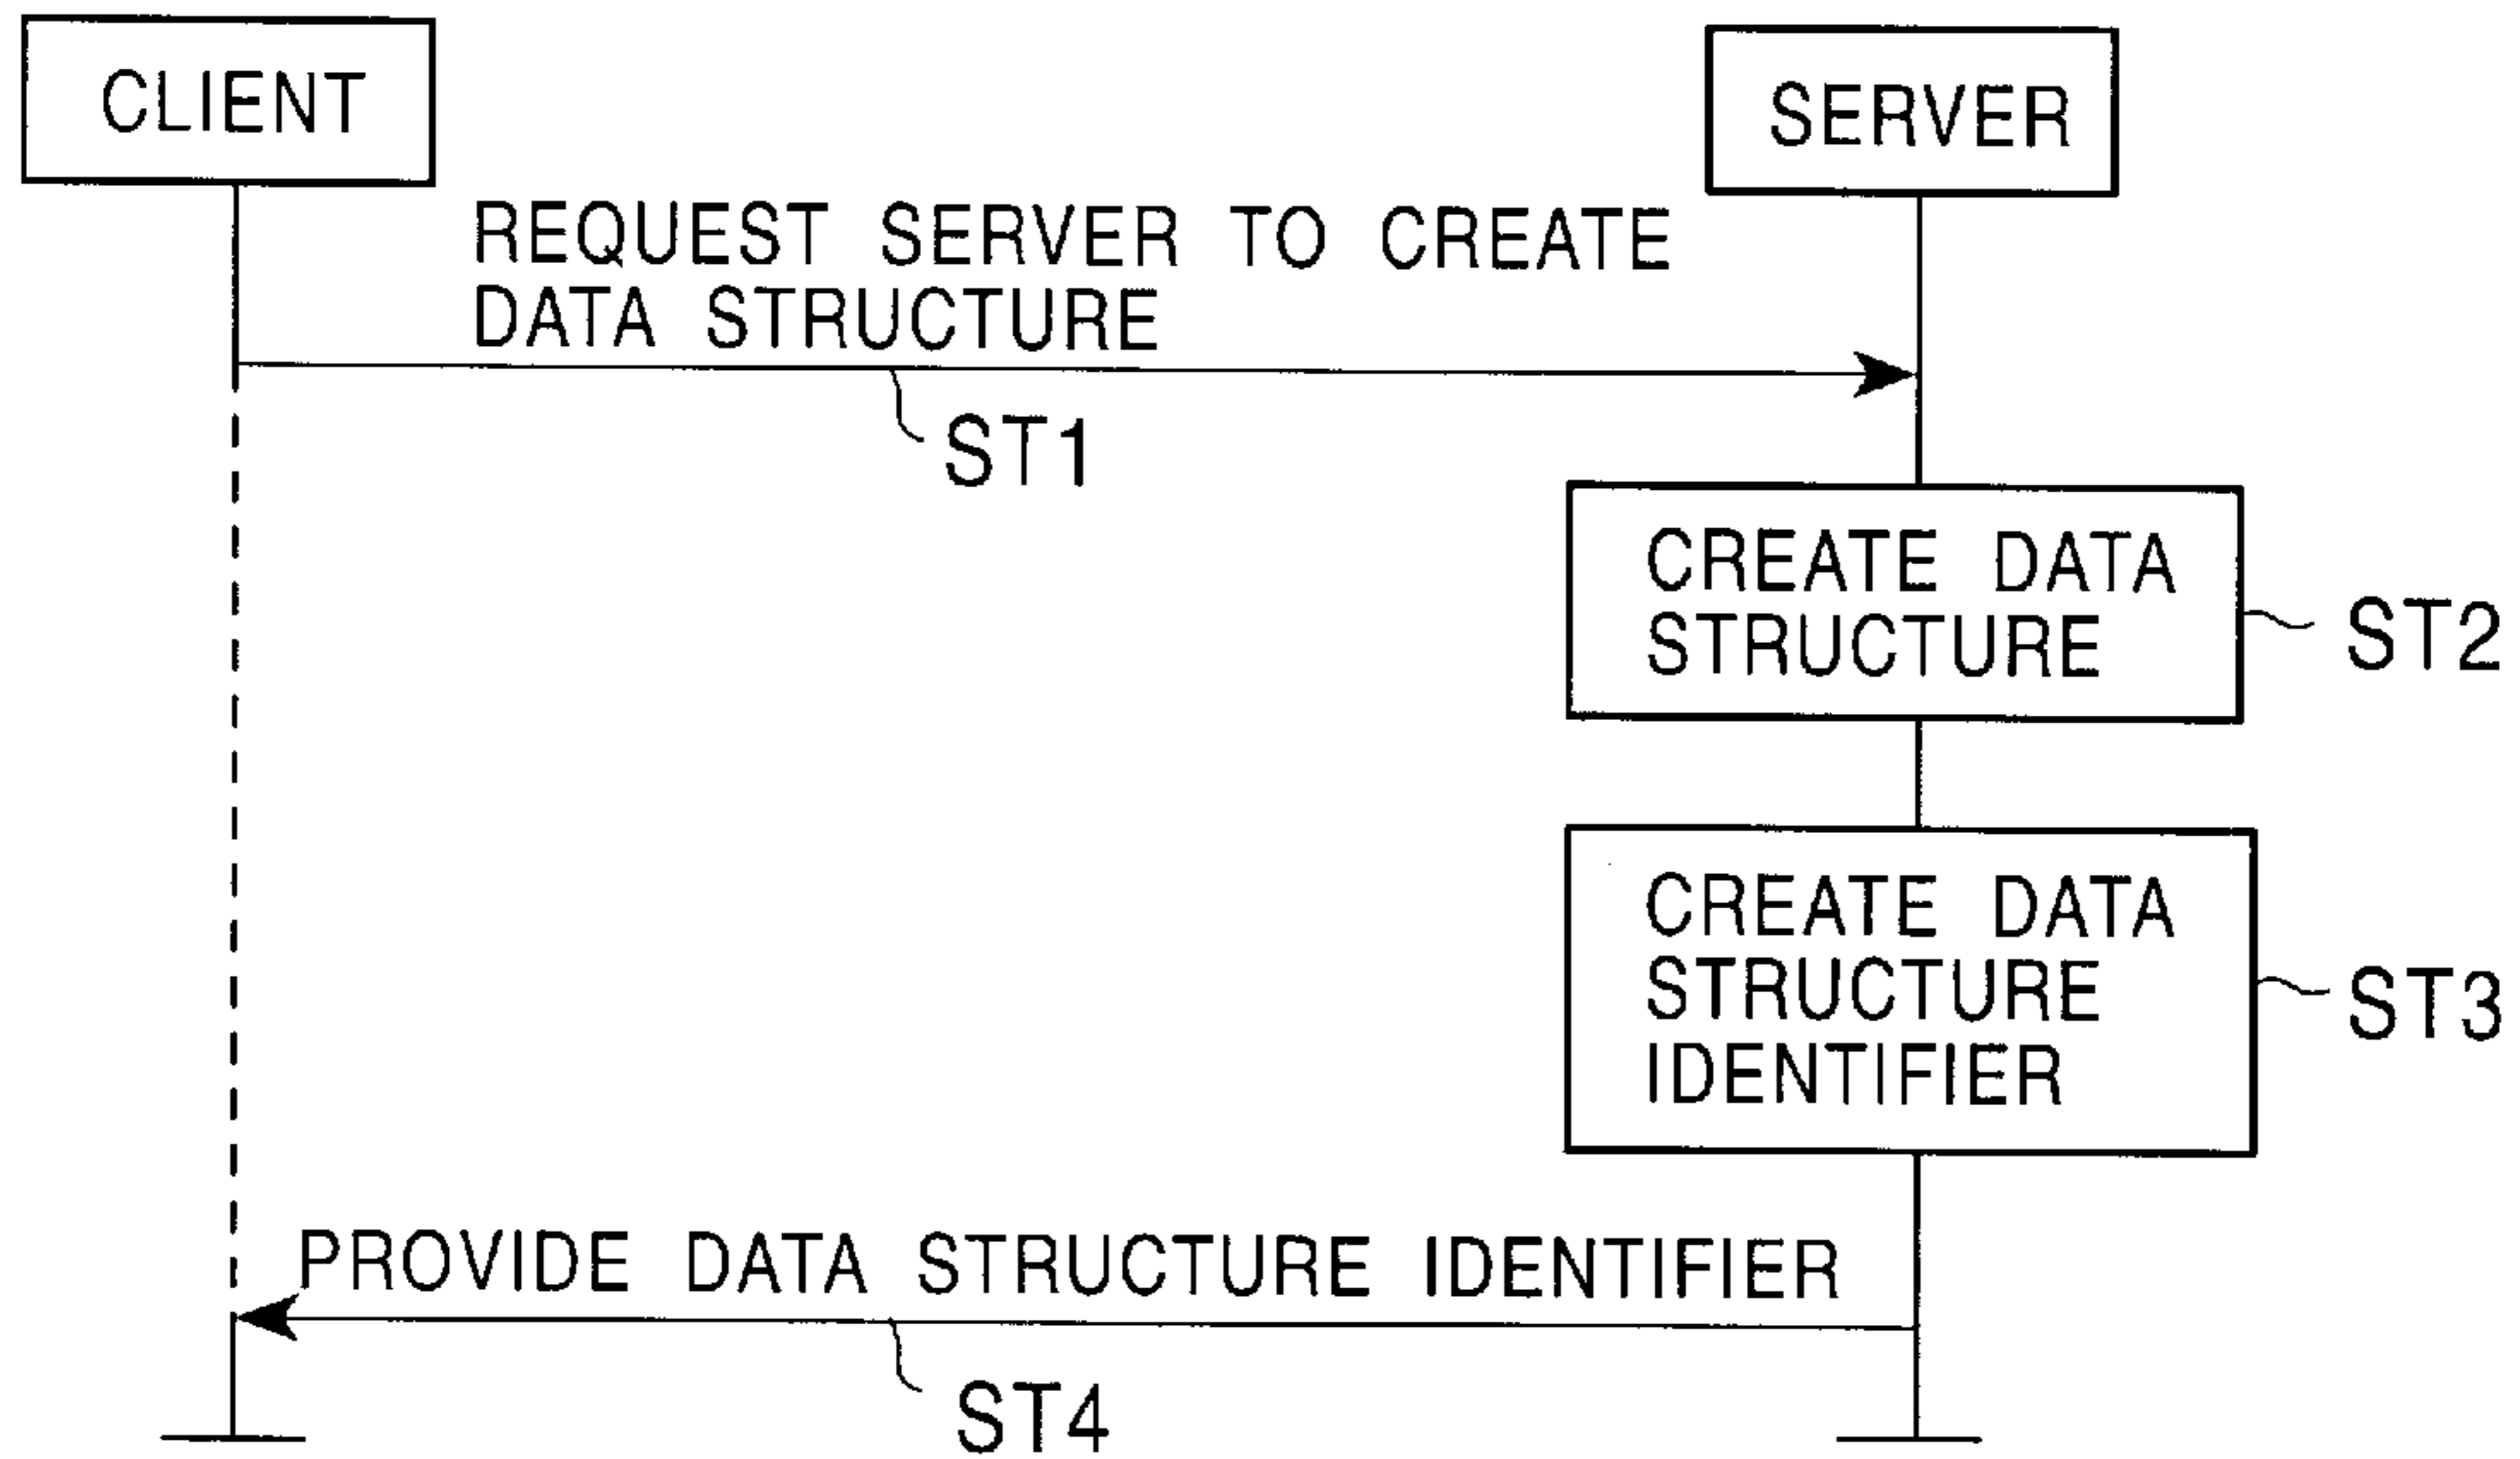 CLIENT
SERVER
REQUEST SERVER TO CREATE
DATA STRUCTURE
ST1
CREATE DATA
STRUCTURE
ST2
CREATE DATA
STRUCTURE
IDENTIFIER
ST3
PROVIDE DATA STRUCTURE IDENTIFIER
ST4